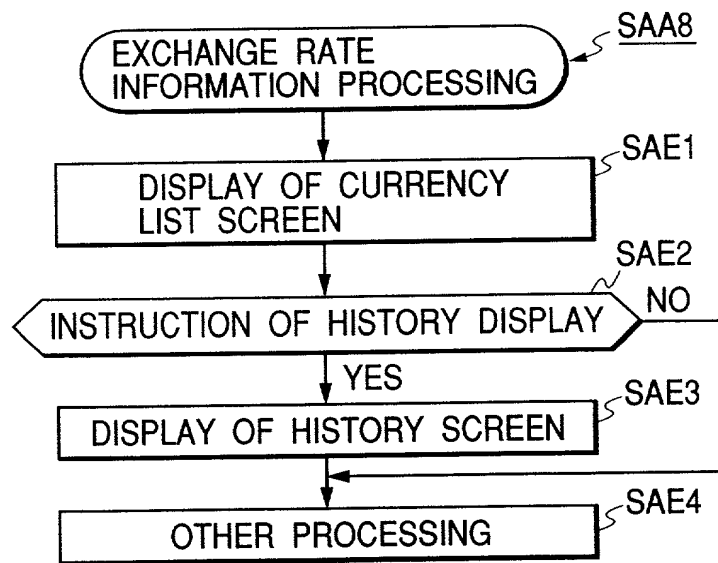 EXCHANGE RATE
INFORMATION PROCESSING
SAA8
DISPLAY OF CURRENCY
LIST SCREEN
SAE1
INSTRUCTION OF HISTORY DISPLAY
SAE2
NO
YES
DISPLAY OF HISTORY SCREEN
SAE3
OTHER PROCESSING
SAE4